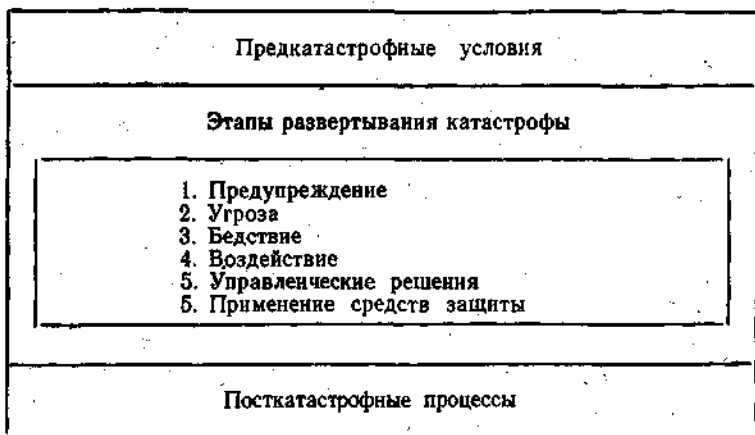 Предкатастрофные условия
Этапы развертывания катастрофы
1. Предупреждение
2. Угроза
3. Бедствие
4. Воздействие
5. Управленческие решения
5. Применение средств защиты
Посткатастрофные процессы